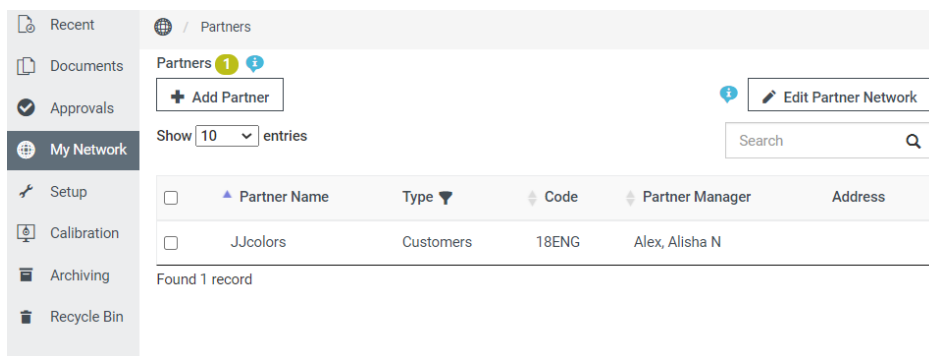 Recent
Documents
Approvals
My Network
Setup
Calibration
Archiving
Recycle Bin
/ Partners
Partners 1 i
+ Add Partner
i Edit Partner Network
Show 10 entries
Search
Partner Name Type Code Partner Manager Address
JJcolors Customers 18ENG Alex, Alisha N
Found 1 record